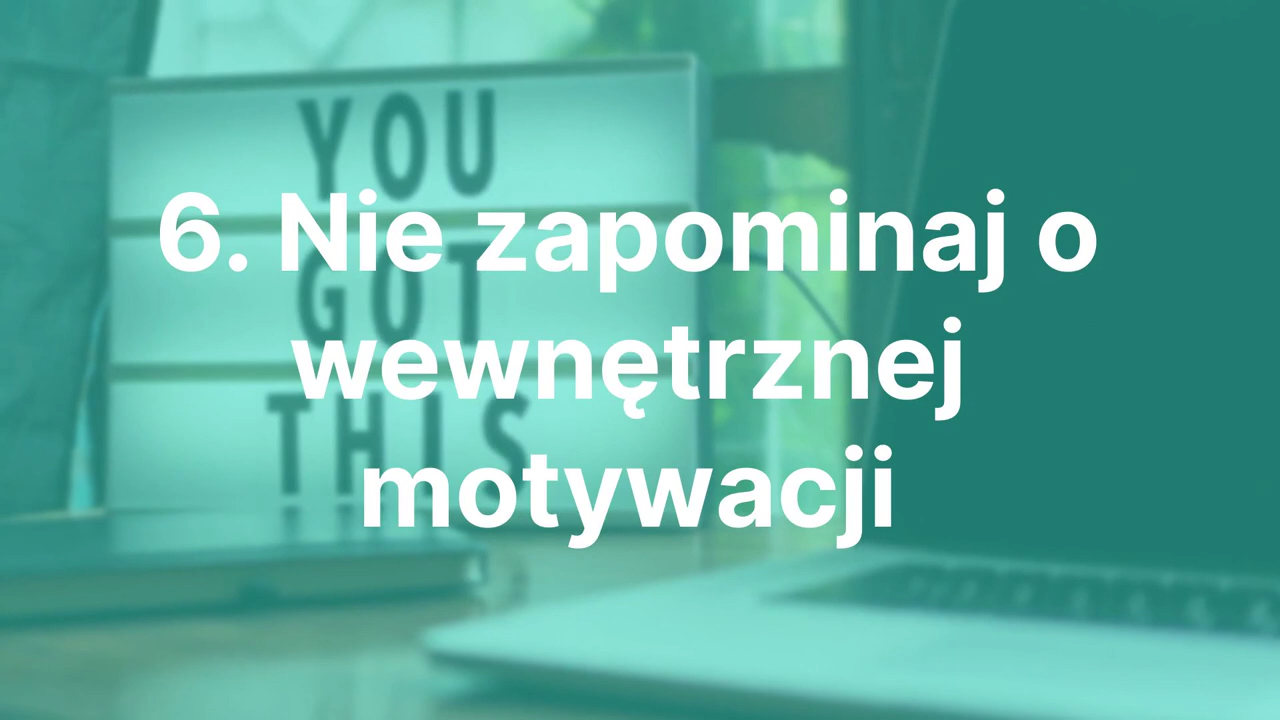 YOU
GOT
THIS
6. Nie zapominaj o
wewnętrznej
motywacji